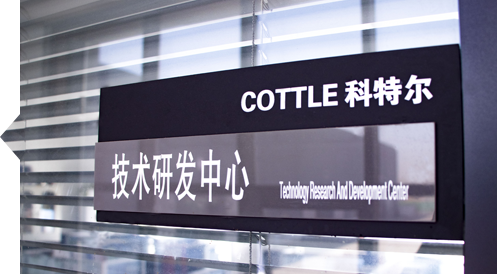 COTTLE 科特尔
技术研发中心 Technology Research And Development Center